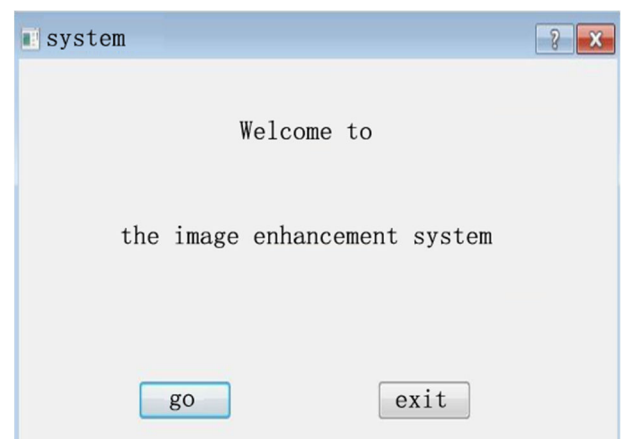 system
Welcome to
the image enhancement system
go
exit